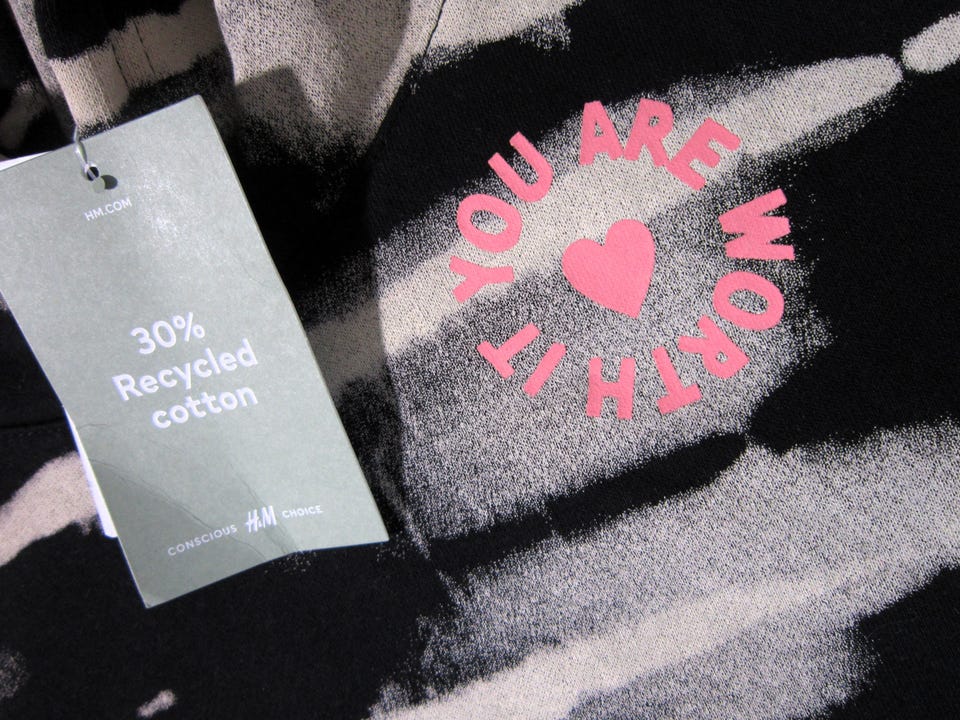 HM.COM
30%
Recycled
cotton
CONSCIOUS H&M CHOICE
YOU ARE WORTH IT